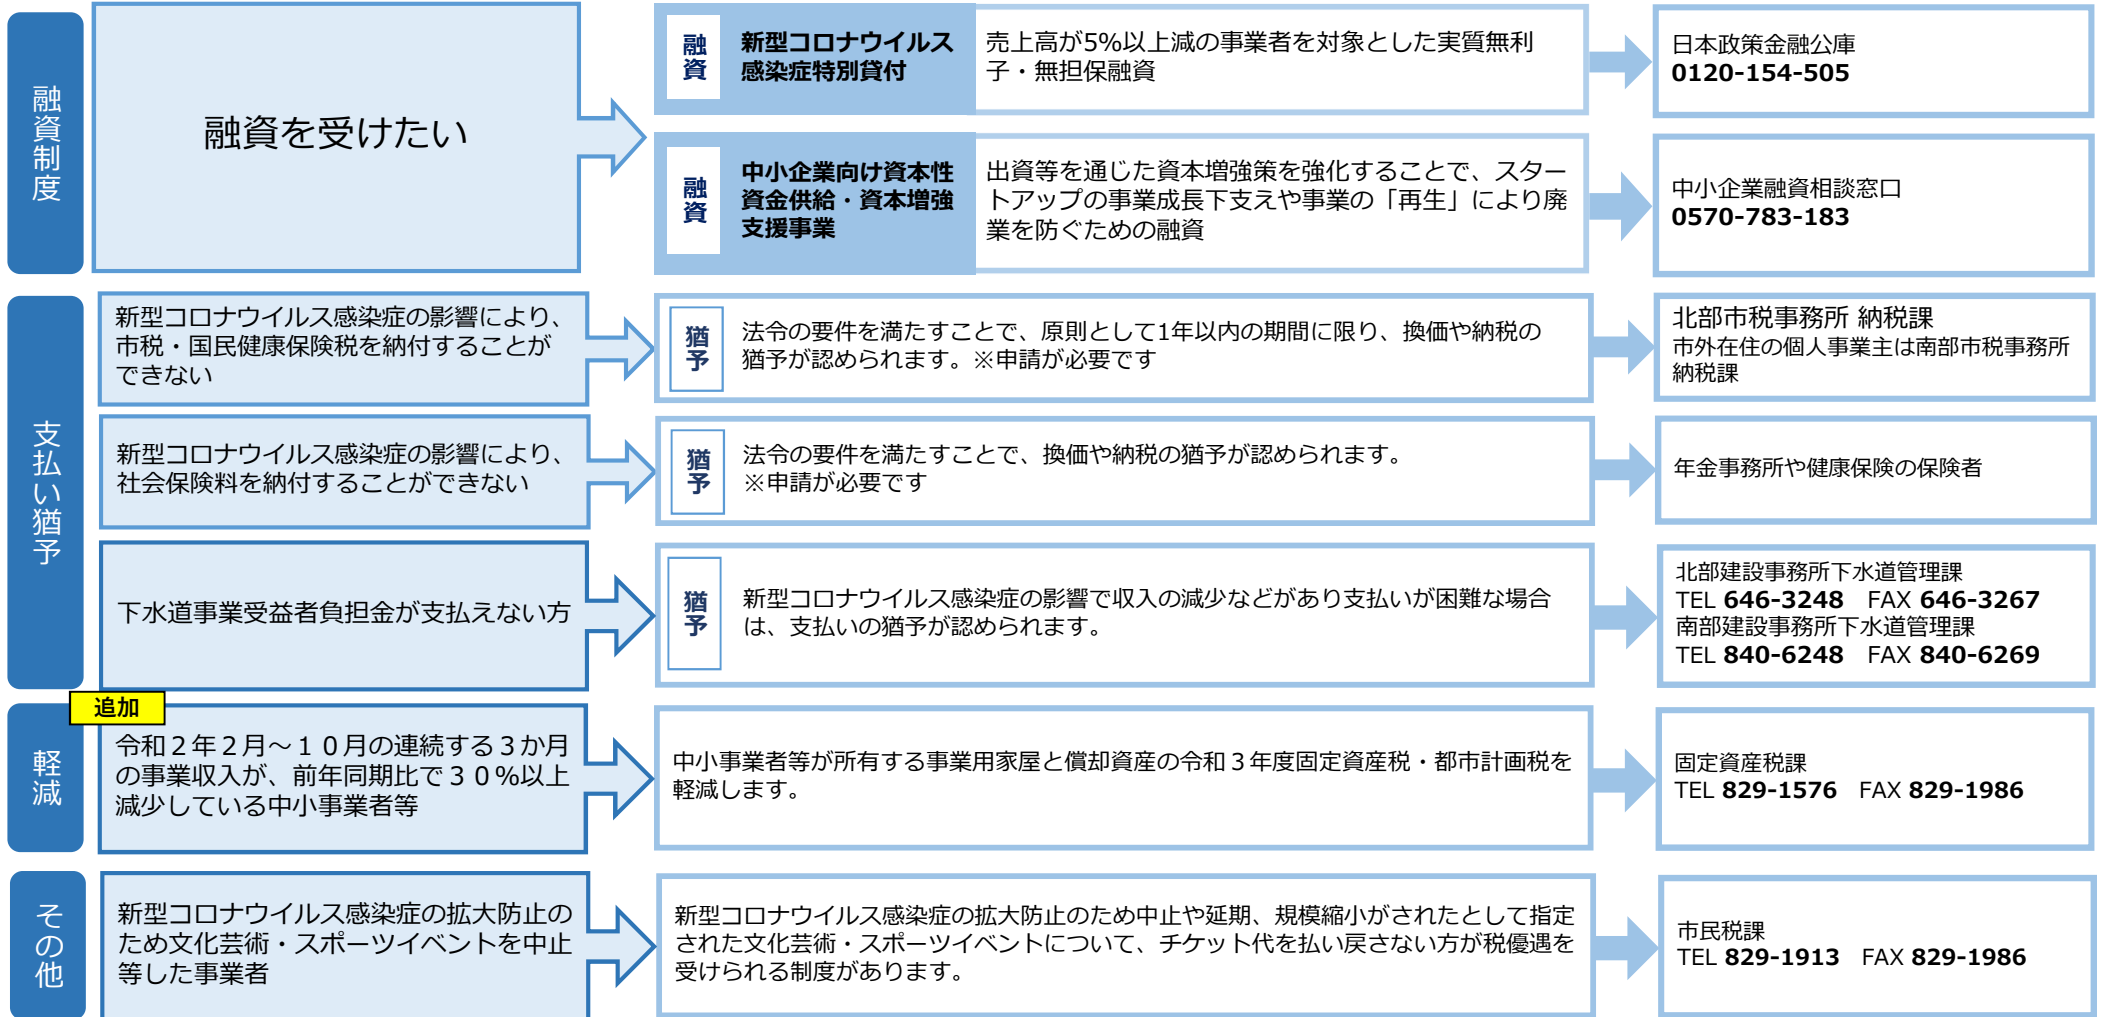 融資制度
融資を受けたい
融資
新型コロナウイルス
感染症特別貸付
売上高が5%以上減の事業者を対象とした実質無利
子・無担保融資
日本政策金融公庫
0120-154-505
融資
中小企業向け資本性
資金供給・資本増強
支援事業
出資等を通じた資本増強策を強化することで、スター
トアップの事業成長下支えや事業の「再生」により廃
業を防ぐための融資
中小企業融資相談窓口
0570-783-183
支払い猶予
新型コロナウイルス感染症の影響により、
市税・国民健康保険税を納付することが
できない
猶予
法令の要件を満たすことで、原則として1年以内の期間に限り、換価や納税の
猶予が認められます。※申請が必要です
北部市税事務所 納税課
市外在住の個人事業主は南部市税事務所
納税課
新型コロナウイルス感染症の影響により、
社会保険料を納付することができない
猶予
法令の要件を満たすことで、換価や納税の猶予が認められます。
※申請が必要です
年金事務所や健康保険の保険者
下水道事業受益者負担金が支払えない方
猶予
新型コロナウイルス感染症の影響で収入の減少などがあり支払いが困難な場合
は、支払いの猶予が認められます。
北部建設事務所下水道管理課
TEL 646-3248 FAX 646-3267
南部建設事務所下水道管理課
TEL 840-6248 FAX 840-6269
軽減
追加
令和２年２月～１０月の連続する３か月
の事業収入が、前年同期比で３０％以上
減少している中小事業者等
中小事業者等が所有する事業用家屋と償却資産の令和３年度固定資産税・都市計画税を
軽減します。
固定資産税課
TEL 829-1576 FAX 829-1986
その他
新型コロナウイルス感染症の拡大防止の
ため文化芸術・スポーツイベントを中止
等した事業者
新型コロナウイルス感染症の拡大防止のため中止や延期、規模縮小がされたとして指定
された文化芸術・スポーツイベントについて、チケット代を払い戻さない方が税優遇を
受けられる制度があります。
市民税課
TEL 829-1913 FAX 829-1986